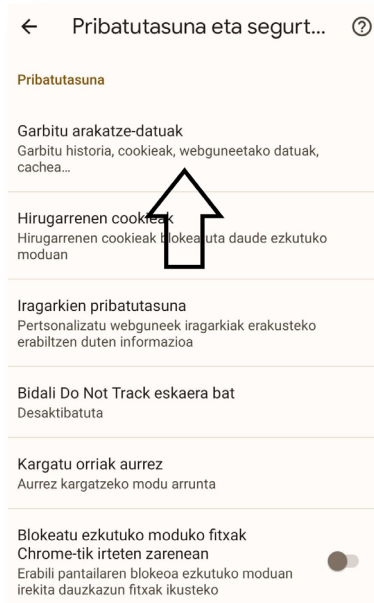 Pribatutasuna eta segurt...
Pribatutasuna
Garbitu arakatze-datuak
Garbitu historia, cookieak, webguneetako datuak,
cachea...
Hirugarrenen cookieak
Hirugarrenen cookieak blokeatuta daude ezkutuko
moduan
Iragarkien pribatutasuna
Pertsonalizatu webguneek iragarkiak erakusteko
erabiltzen duten informazioa
Bidali Do Not Track eskaera bat
Desaktibatuta
Kargatu orriak aurrez
Aurrez kargatzeko modu arrunta
Blokeatu ezkutuko moduko fitxak
Chrome-tik irteten zarenean
Erabili pantailaren blokeoa ezkutuko moduan
irekita dauzkazun fitxak ikusteko